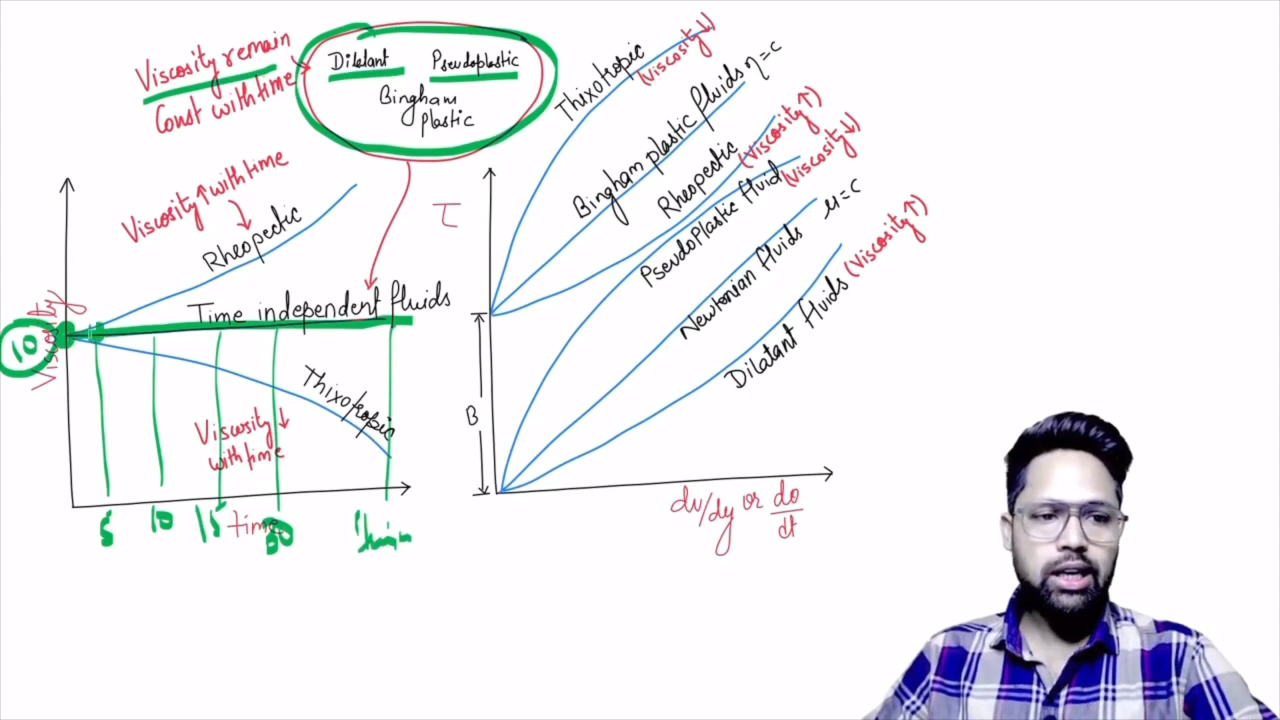 Viscosity remain
Const with time
Dilatant Pseudoplastic
Bingham
plastic
Viscosity ↑ with time
Rheopectic
Time independent fluids
10
Viscosity
Thixotropic
Viscosity ↓
with time
5 10 15
time
τ
Thixotropic
(Viscosity↓)
Bingham plastic fluids η=c
Rheopectic
(Viscosity↑)
PseudoPlastic fluid
(Viscosity↓)
Newtonian fluids
μ=c
Dilatant fluids
(Viscosity↑)
B
dv/dy or dθ/dt